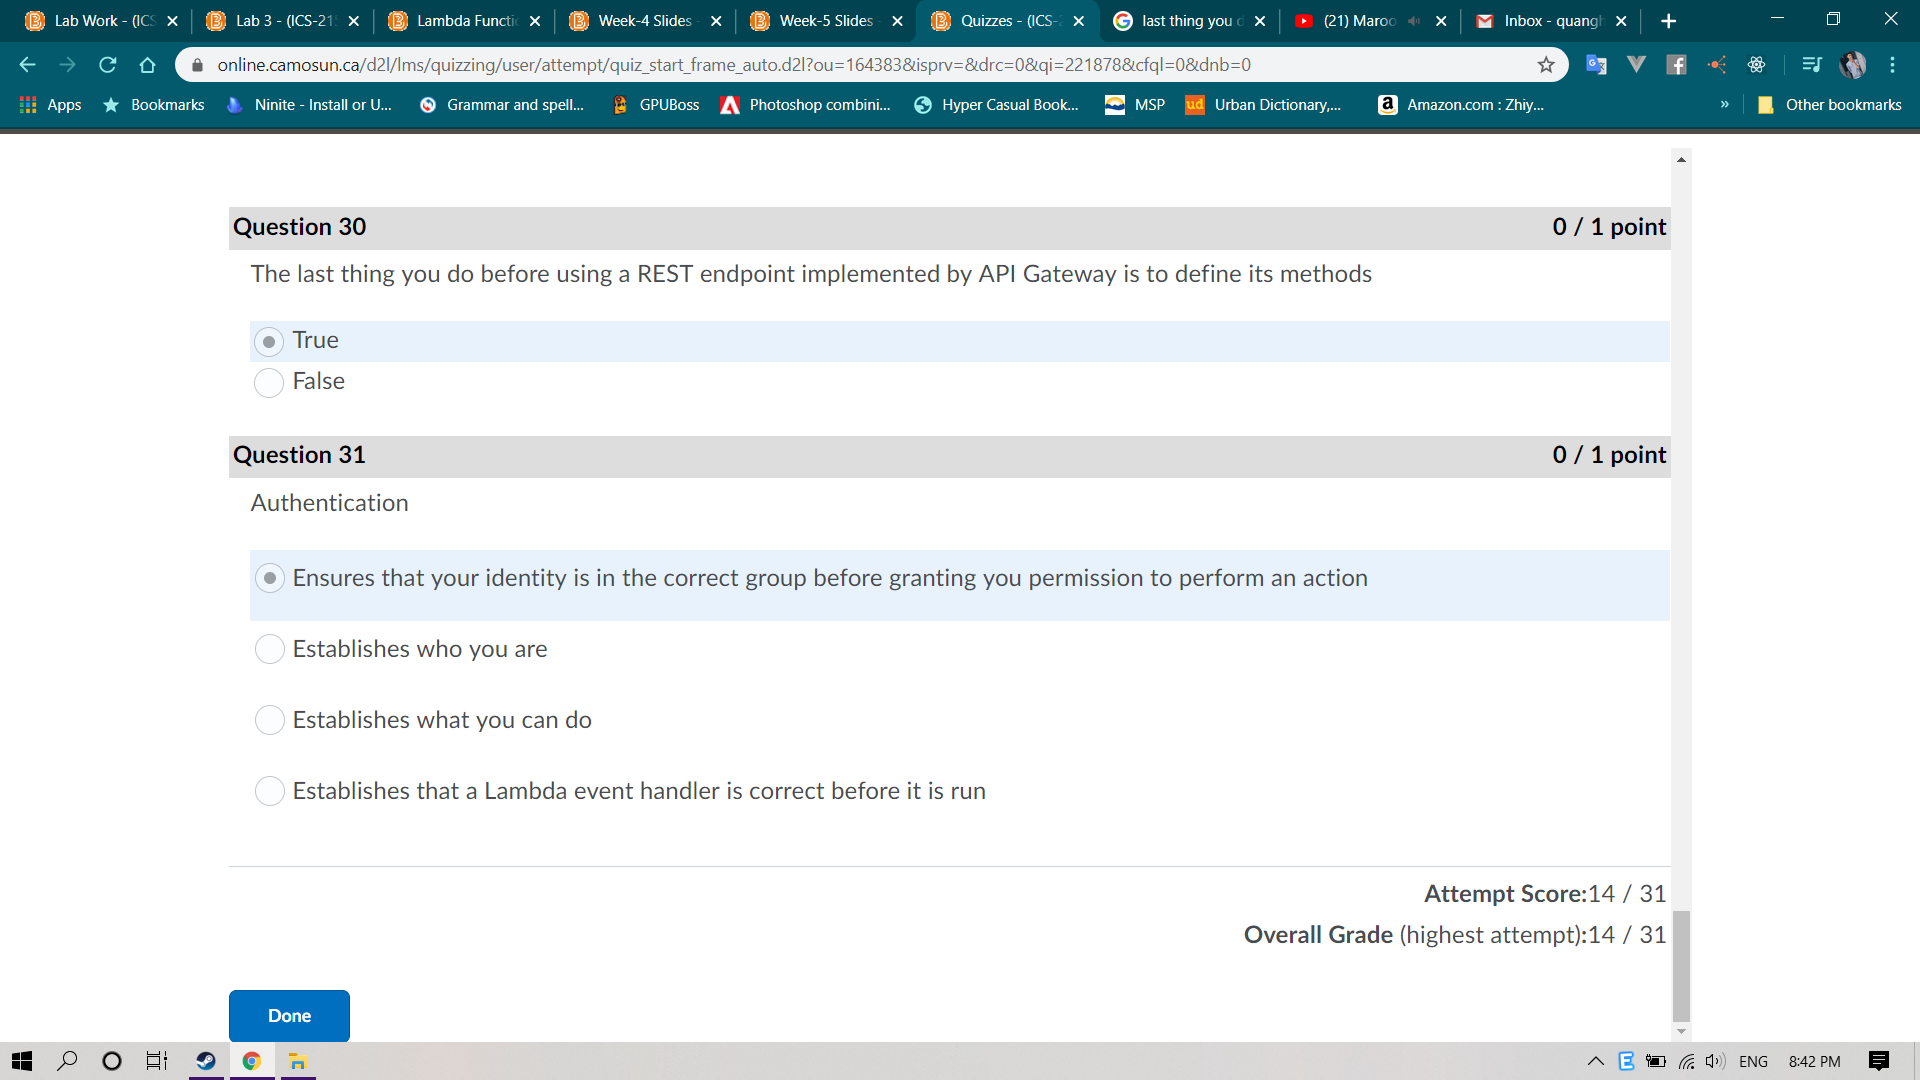 Lab Work - (ICS
Lab 3 - (ICS-21
Lambda Functi
Week-4 Slides
Week-5 Slides
Quizzes - (ICS-
last thing you d
(21) Maroo
Inbox - quangh
online.camosun.ca/d2l/lms/quizzing/user/attempt/quiz_start_frame_auto.d2l?ou=164383&isprv=&drc=0&qi=221878&cfql=0&dnb=0
Apps
Bookmarks
Ninite - Install or U...
Grammar and spell...
GPUBoss
Photoshop combini...
Hyper Casual Book...
MSP
ud
Urban Dictionary,...
a
Amazon.com : Zhiy...
»
Other bookmarks
Question 30
0 / 1 point
The last thing you do before using a REST endpoint implemented by API Gateway is to define its methods
True
False
Question 31
0 / 1 point
Authentication
Ensures that your identity is in the correct group before granting you permission to perform an action
Establishes who you are
Establishes what you can do
Establishes that a Lambda event handler is correct before it is run
Attempt Score:14 / 31
Overall Grade (highest attempt):14 / 31
Done
ENG
8:42 PM